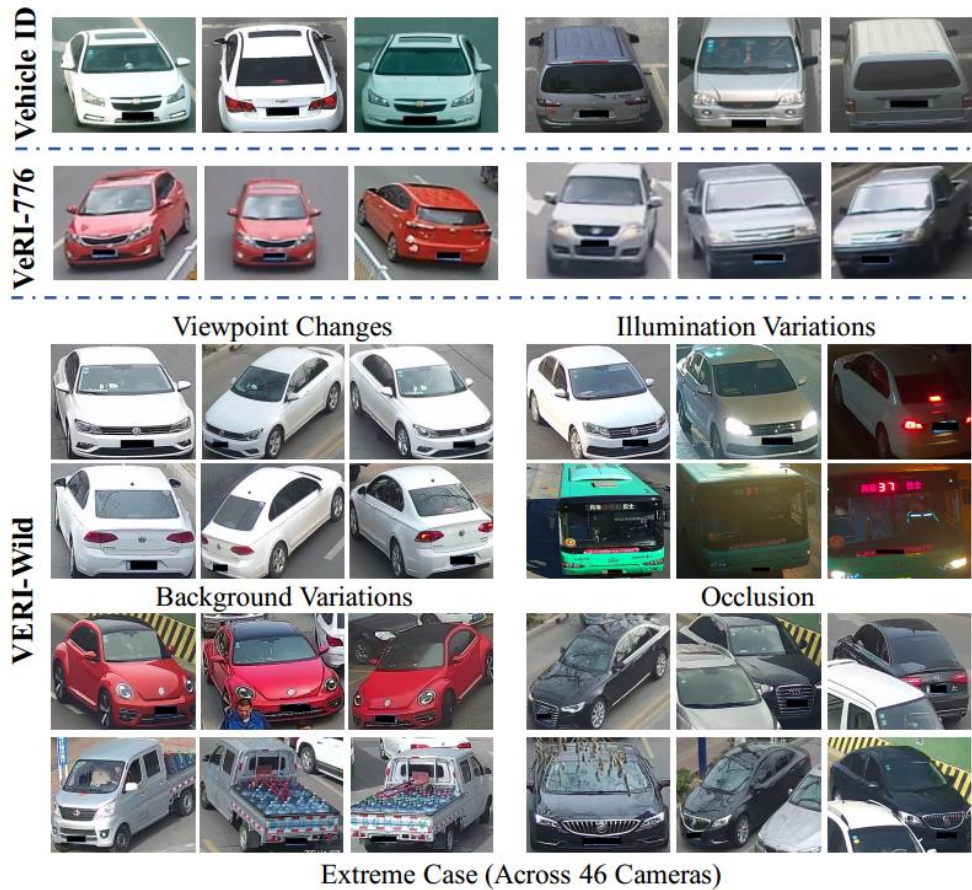 Vehicle ID
VeRI-776
Viewpoint Changes
Illumination Variations
VERI-Wild
37
Background Variations
Occlusion
Extreme Case (Across 46 Cameras)